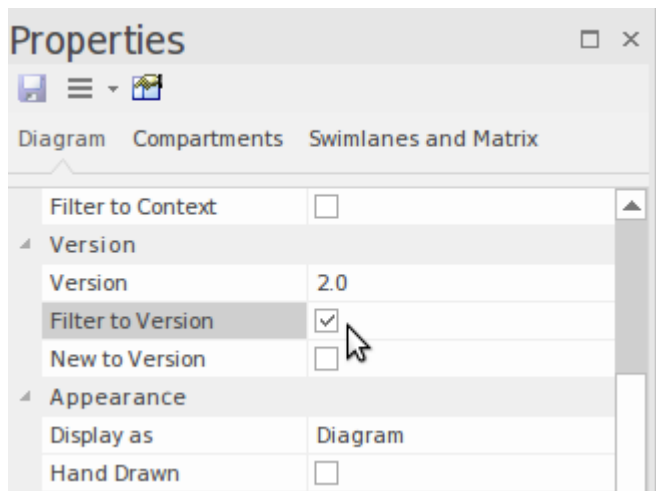 Properties
Diagram Compartments Swimlanes and Matrix
Filter to Context
Version
Version 2.0
Filter to Version
New to Version
Appearance
Display as Diagram
Hand Drawn